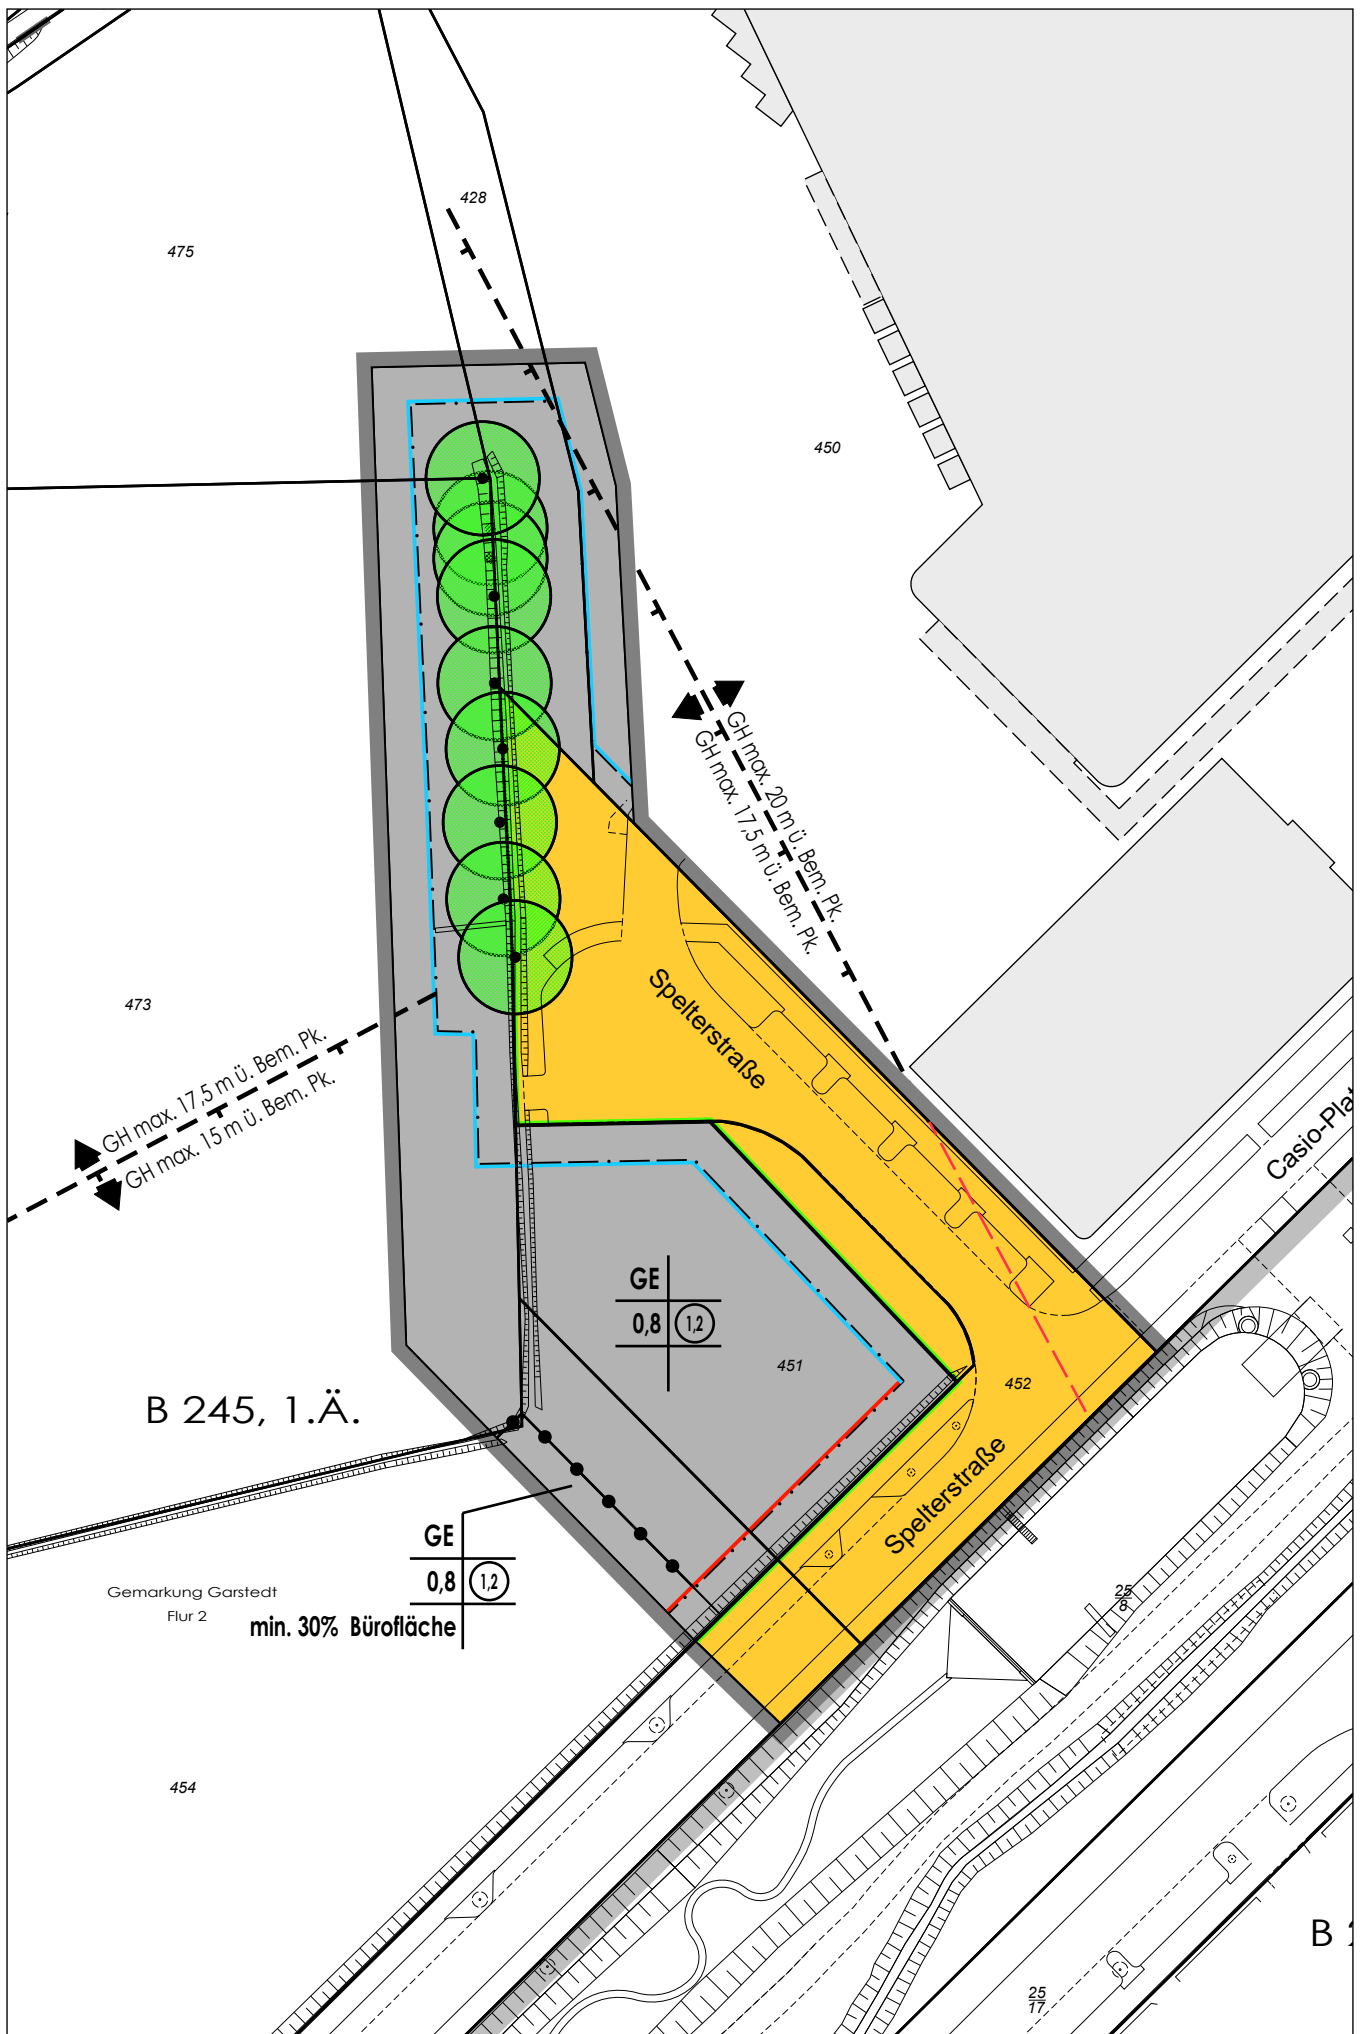 428
475
450
GH max. 20 m ü. Bem. Pk.
GH max. 17,5 m ü. Bem. Pk.
473
Spelterstraße
GH max. 17,5 m ü. Bem. Pk.
GH max. 15 m ü. Bem. Pk.
GE
0,8 1,2
451
452
B 245, 1.Ä.
Spelterstraße
GE
0,8 1,2
min. 30% Bürofläche
Gemarkung Garstedt
Flur 2
25
8
454
B
25
17